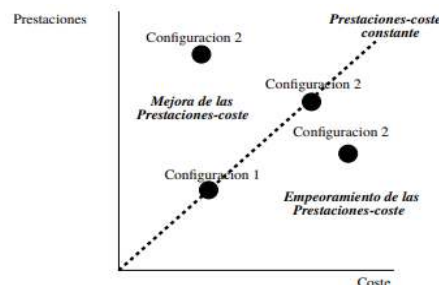 Prestaciones
Prestaciones-coste
constante
Configuracion 2
Configuracion 2
Mejora de las
Prestaciones-coste
Configuracion 2
Configuracion 1
Empeoramiento de las
Prestaciones-coste
Coste